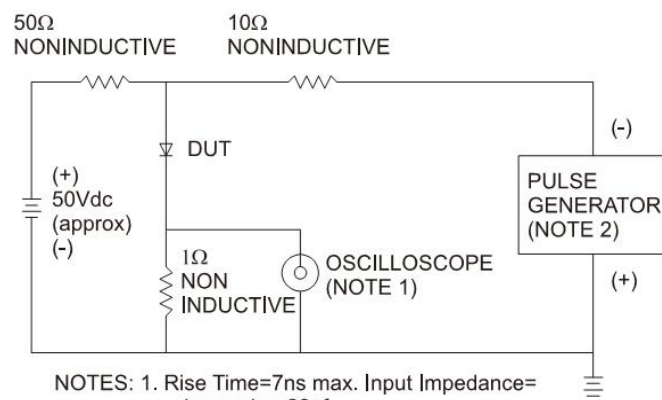 50Ω
NONINDUCTIVE
10Ω
NONINDUCTIVE
DUT
(+)
50Vdc
(approx)
(-)
1Ω
NON
INDUCTIVE
OSCILLOSCOPE
(NOTE 1)
(-)
PULSE
GENERATOR
(NOTE 2)
(+)
NOTES: 1. Rise Time=7ns max. Input Impedance=